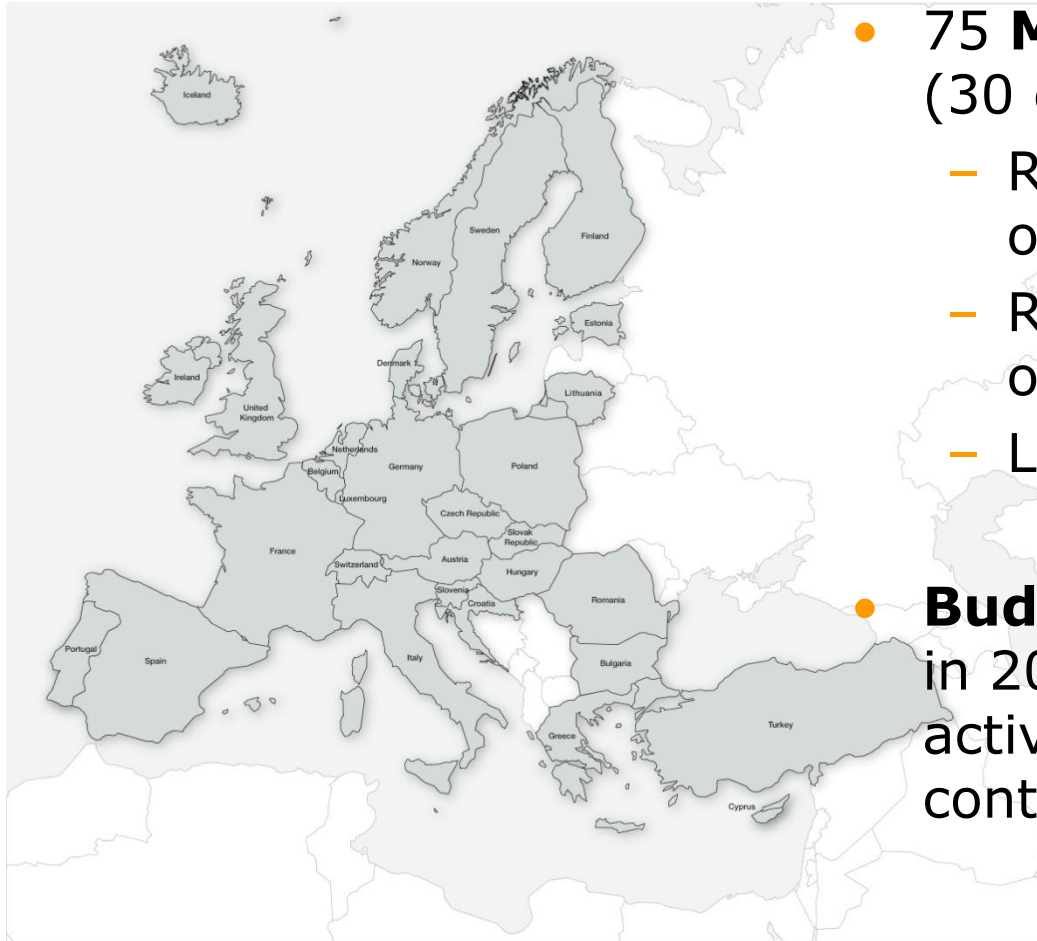 Iceland
Sweden
Finland
Norway
Estonia
Denmark
Lithuania
Ireland
United
Kingdom
Netherlands
Belgium
Germany
Poland
Luxembourg
Czech Republic
Slovak
Republic
France
Switzerland
Austria
Hungary
Slovenia
Croatia
Romania
Portugal
Spain
Italy
Bulgaria
Greece
Turkey
Cyprus
• 75 M
(30
– R
o
– R
o
– L
• Bud
in 20
activ
cont